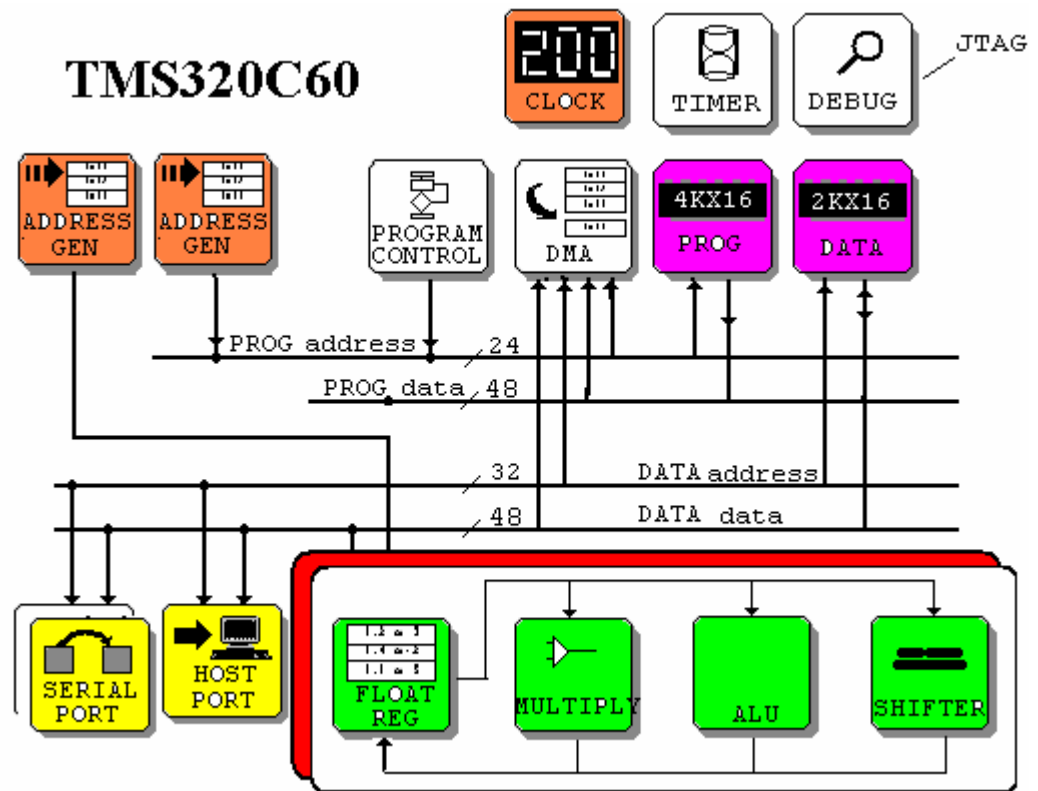 TMS320C60
200
CLOCK
TIMER
DEBUG
JTAG
ADDRESS
GEN
ADDRESS
GEN
PROGRAM
CONTROL
DMA
4KX16
PROG
2KX16
DATA
PROG address
24
PROG data
48
32
DATA address
48
DATA data
SERIAL
PORT
HOST
PORT
FLOAT
REG
MULTIPLY
ALU
SHIFTER